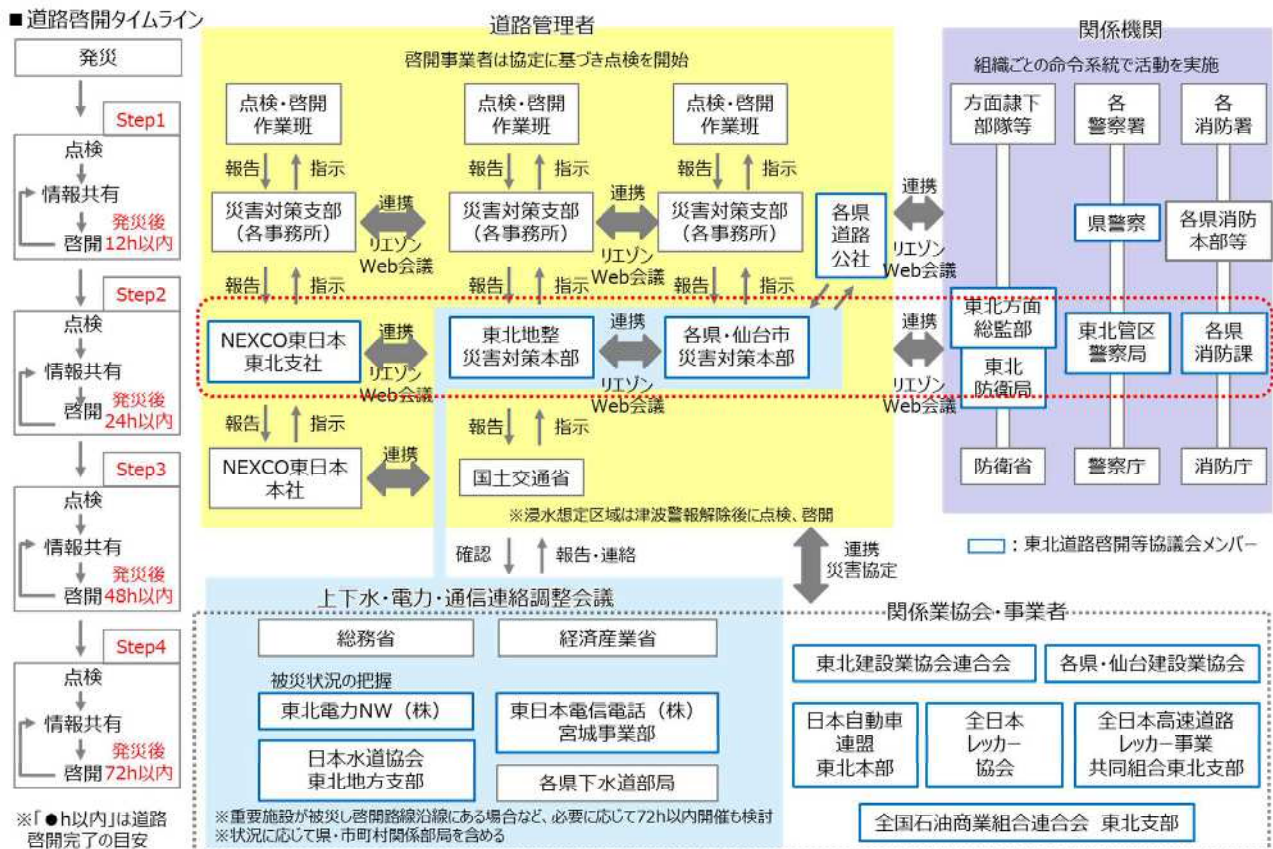 ■道路啓開タイムライン
発災
Step1
点検
情報共有
発災後
啓開 12h以内
Step2
点検
情報共有
発災後
啓開 24h以内
Step3
点検
情報共有
発災後
啓開 48h以内
Step4
点検
情報共有
発災後
啓開 72h以内
※「●h以内」は道路
啓開完了の目安
道路管理者
啓開事業者は協定に基づき点検を開始
点検・啓開
作業班
点検・啓開
作業班
点検・啓開
作業班
報告 指示
報告 指示
報告 指示
災害対策支部
(各事務所)
連携
リエゾン
Web会議
災害対策支部
(各事務所)
連携
リエゾン
Web会議
災害対策支部
(各事務所)
各県
道路
公社
連携
リエゾン
Web会議
報告 指示
報告 指示
報告 指示
NEXCO東日本
東北支社
連携
リエゾン
Web会議
東北地整
災害対策本部
連携
リエゾン
Web会議
各県・仙台市
災害対策本部
連携
リエゾン
Web会議
報告 指示
報告 指示
NEXCO東日本
本社
連携
国土交通省
※浸水想定区域は津波警報解除後に点検、啓開
関係機関
組織ごとの命令系統で活動を実施
方面隷下
部隊等
各
警察署
各
消防署
県警察
各県消防
本部等
東北方面
総監部
東北
防衛局
東北管区
警察局
各県
消防課
防衛省
警察庁
消防庁
:東北道路啓開等協議会メンバー
確認 報告・連絡
連携
災害協定
上下水・電力・通信連絡調整会議
総務省
経済産業省
被災状況の把握
東北電力NW(株)
東日本電信電話(株)
宮城事業部
日本水道協会
東北地方支部
各県下水道部局
※重要施設が被災し啓開路線沿線にある場合など、必要に応じて72h以内開催も検討
※状況に応じて県・市町村関係部局を含める
関係業協会・事業者
東北建設業協会連合会
各県・仙台建設業協会
日本自動車
連盟
東北本部
全日本
レッカー
協会
全日本高速道路
レッカー事業
共同組合東北支部
全国石油商業組合連合会 東北支部